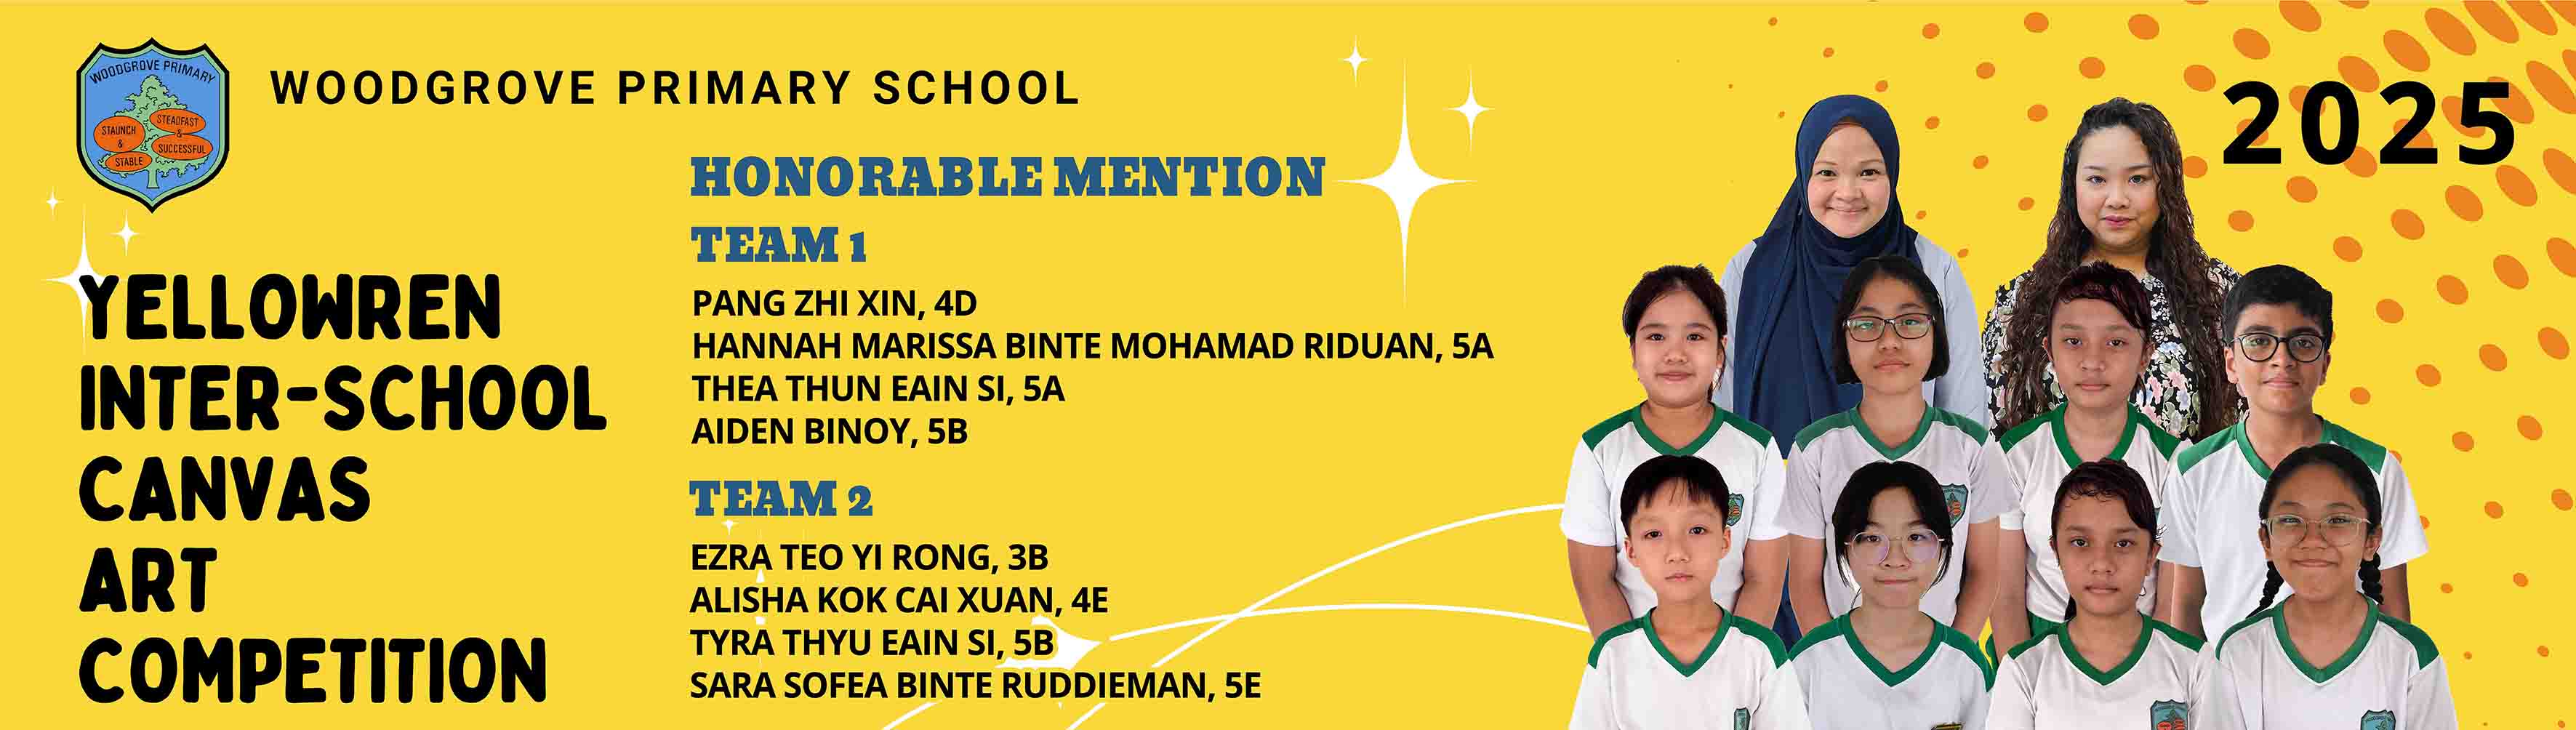 WOODGROVE PRIMARY
STAUNCH
&
STABLE
STEADFAST
&
SUCCESSFUL
WOODGROVE PRIMARY SCHOOL
2025
YELLOWREN
INTER-SCHOOL
CANVAS
ART
COMPETITION
HONORABLE MENTION
TEAM 1
PANG ZHI XIN, 4D
HANNAH MARISSA BINTE MOHAMAD RIDUAN, 5A
THEA THUN EAIN SI, 5A
AIDEN BINOY, 5B
TEAM 2
EZRA TEO YI RONG, 3B
ALISHA KOK CAI XUAN, 4E
TYRA THYU EAIN SI, 5B
SARA SOFEA BINTE RUDDIEMAN, 5E